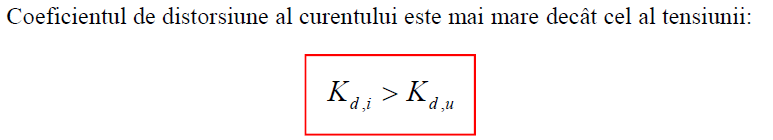 Coeficientul de distorsiune al curentului este mai mare decât cel al tensiunii:
K_{d,i} > K_{d,u}